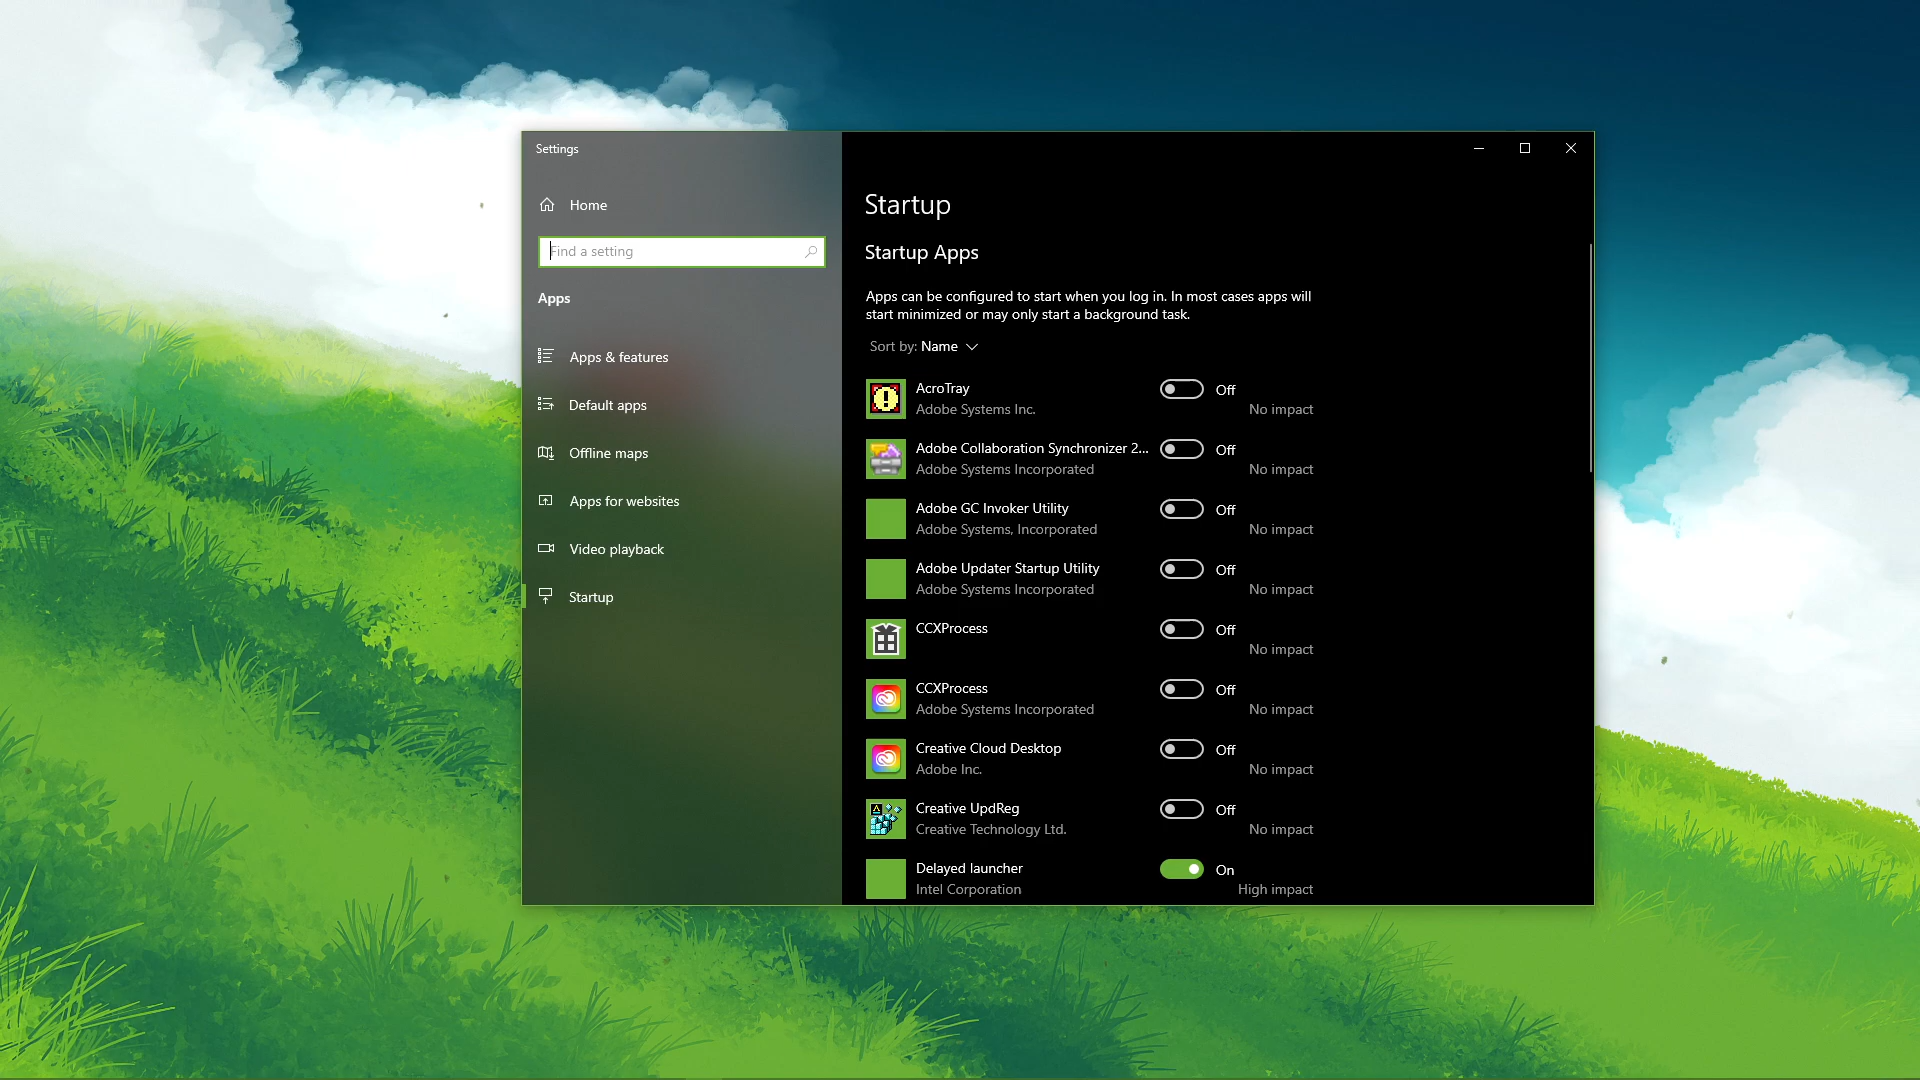 Settings
Home
Find a setting
Apps
Apps & features
Default apps
Offline maps
Apps for websites
Video playback
Startup
Startup
Startup Apps
Apps can be configured to start when you log in. In most cases apps will
start minimized or may only start a background task.
Sort by: Name
AcroTray
Off
Adobe Systems Inc.
No impact
Adobe Collaboration Synchronizer 2...
Off
Adobe Systems Incorporated
No impact
Adobe GC Invoker Utility
Off
Adobe Systems, Incorporated
No impact
Adobe Updater Startup Utility
Off
Adobe Systems Incorporated
No impact
CCXProcess
Off
No impact
CCXProcess
Off
Adobe Systems Incorporated
No impact
Creative Cloud Desktop
Off
Adobe Inc.
No impact
Creative UpdReg
Off
Creative Technology Ltd.
No impact
Delayed launcher
On
Intel Corporation
High impact